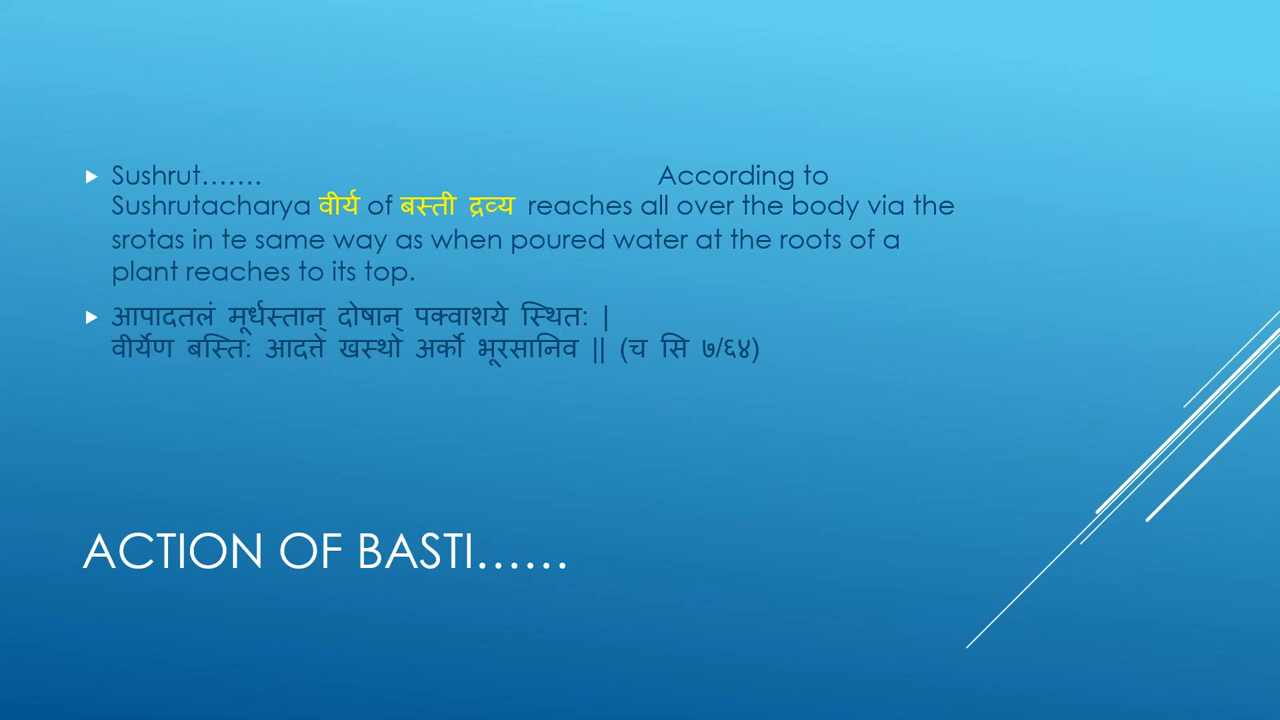 Sushrut....... According to
Sushrutacharya वीर्य of बस्ती द्रव्य reaches all over the body via the
srotas in te same way as when poured water at the roots of a
plant reaches to its top.
आपादतलं मूर्धस्तान् दोषान् पक्वाशये स्थितः |
वीर्येण बस्तिः आदत्ते खस्थो अर्को भूरसानिव || (च सि ७/६४)
ACTION OF BASTI......